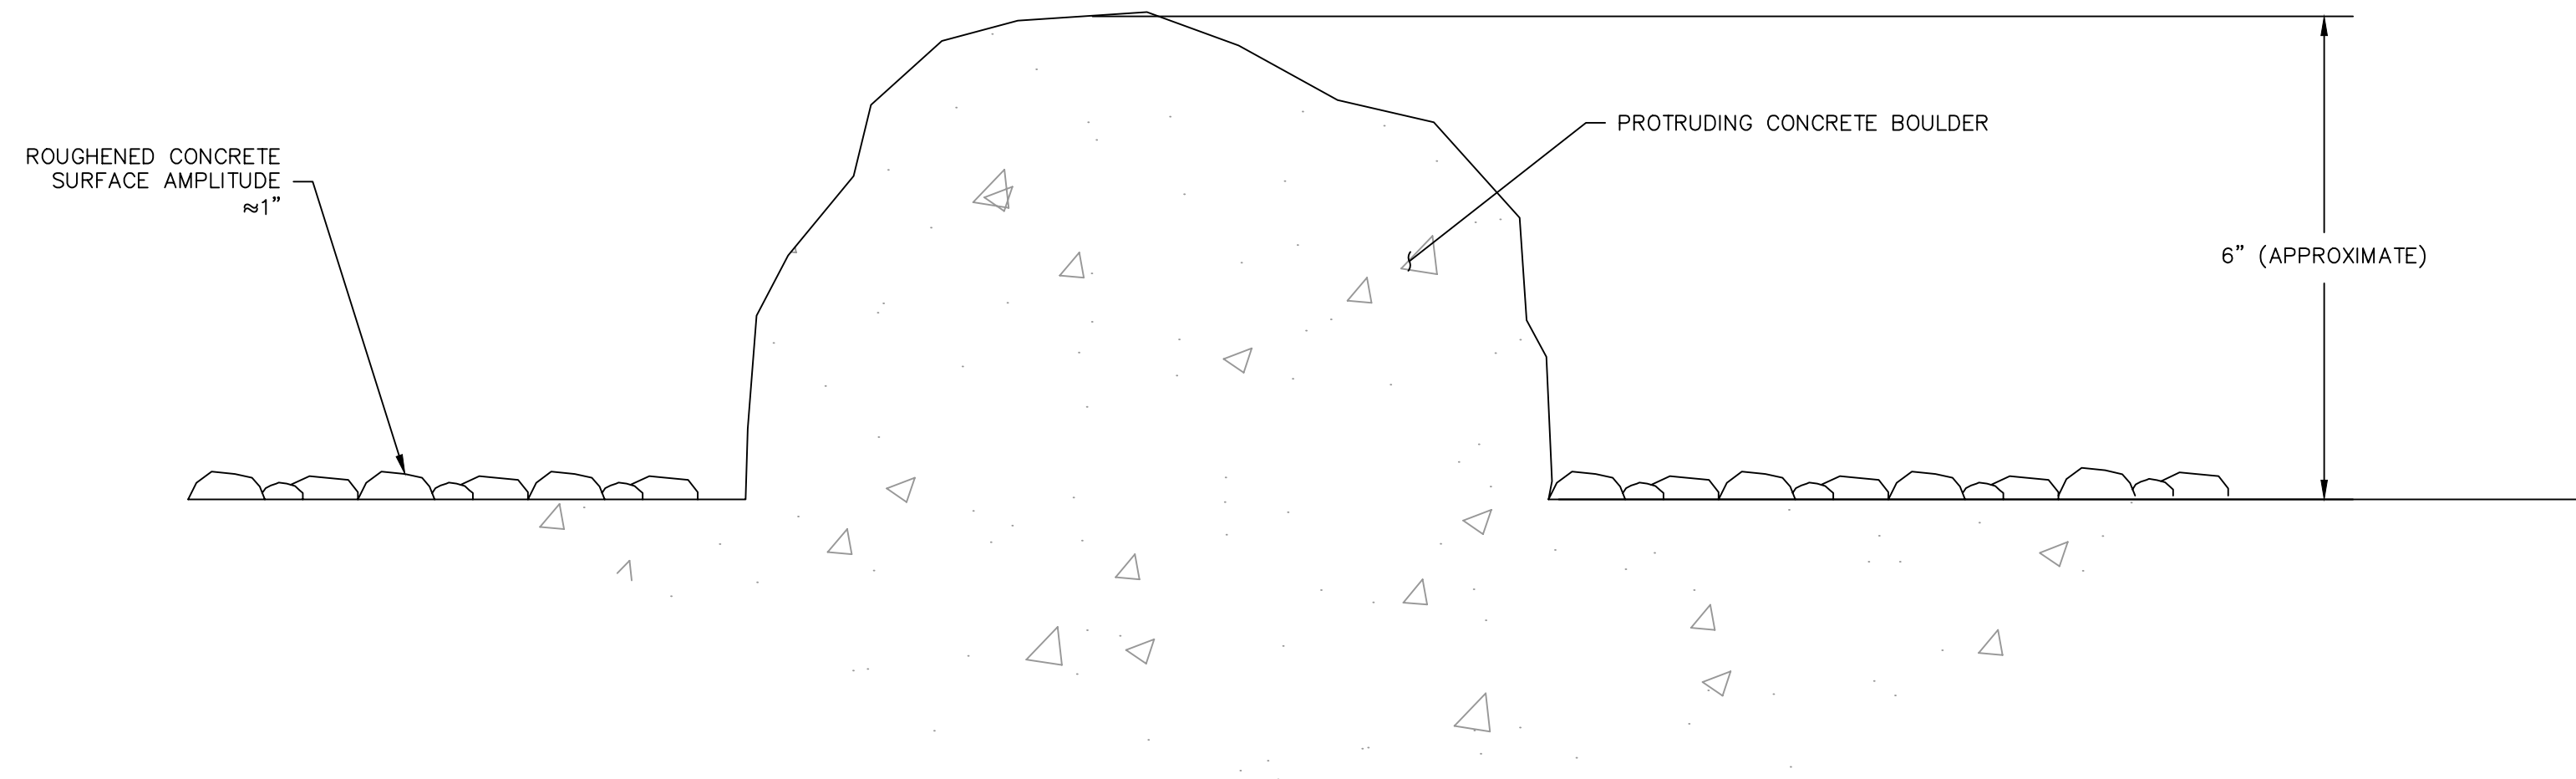 ROUGHENED CONCRETE
SURFACE AMPLITUDE
≈1”
PROTRUDING CONCRETE BOULDER
6” (APPROXIMATE)